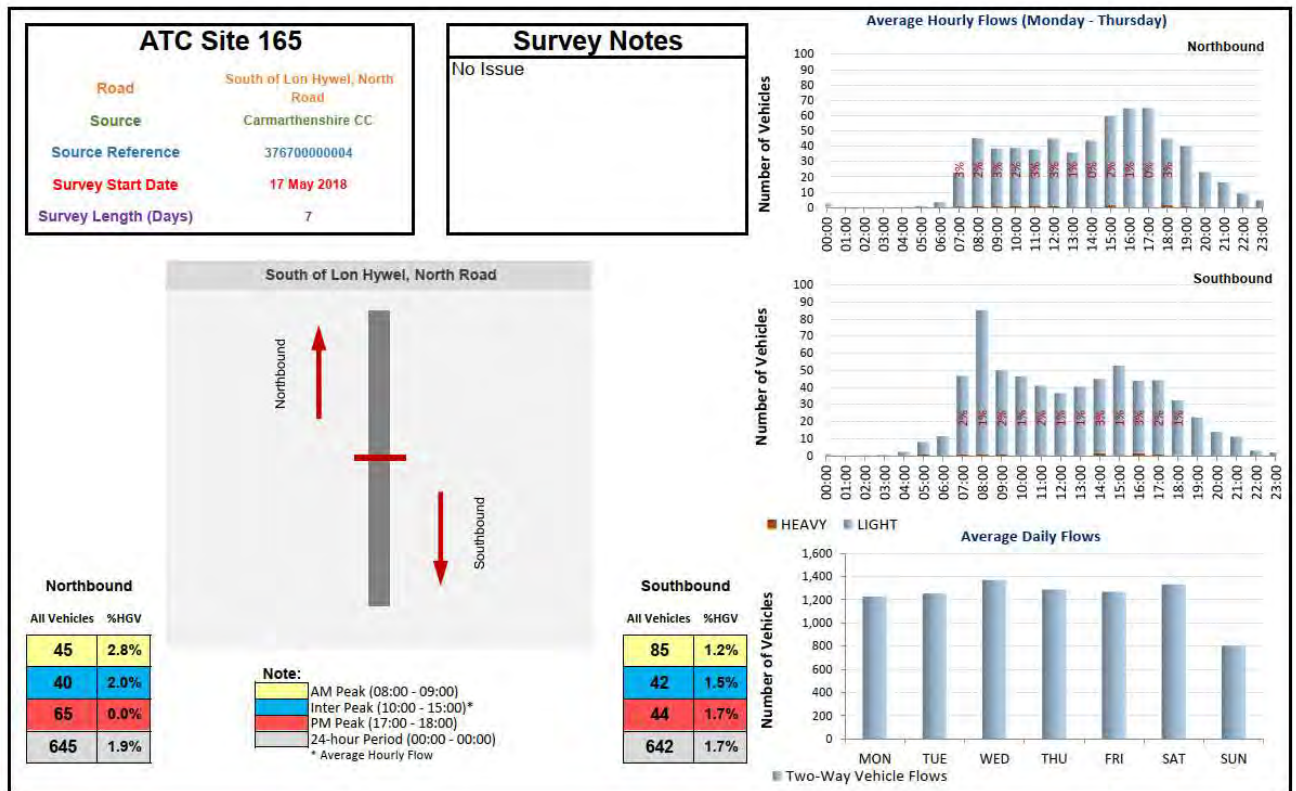 ATC Site 165
Road South of Lon Hywel, North Road
Source Carmarthenshire CC
Source Reference 376700000004
Survey Start Date 17 May 2018
Survey Length (Days) 7
Survey Notes
No Issue
South of Lon Hywel, North Road
Northbound
Southbound
Northbound
All Vehicles %HGV
45 2.8%
40 2.0%
65 0.0%
645 1.9%
Note:
AM Peak (08:00 - 09:00)
Inter Peak (10:00 - 15:00)*
PM Peak (17:00 - 18:00)
24-hour Period (00:00 - 00:00)
* Average Hourly Flow
Southbound
All Vehicles %HGV
85 1.2%
42 1.5%
44 1.7%
642 1.7%
Average Hourly Flows (Monday - Thursday)
Northbound
Number of Vehicles
100
90
80
70
60
50
40
30
20
10
0
3% 2% 3% 2% 3% 3% 1% 0% 2% 1% 0% 3%
00:00 01:00 02:00 03:00 04:00 05:00 06:00 07:00 08:00 09:00 10:00 11:00 12:00 13:00 14:00 15:00 16:00 17:00 18:00 19:00 20:00 21:00 22:00 23:00
Southbound
Number of Vehicles
100
90
80
70
60
50
40
30
20
10
0
2% 1% 2% 1% 2% 1% 1% 3% 1% 3% 2% 1%
00:00 01:00 02:00 03:00 04:00 05:00 06:00 07:00 08:00 09:00 10:00 11:00 12:00 13:00 14:00 15:00 16:00 17:00 18:00 19:00 20:00 21:00 22:00 23:00
HEAVY LIGHT
Average Daily Flows
Number of Vehicles
1,600
1,400
1,200
1,000
800
600
400
200
0
MON TUE WED THU FRI SAT SUN
Two-Way Vehicle Flows